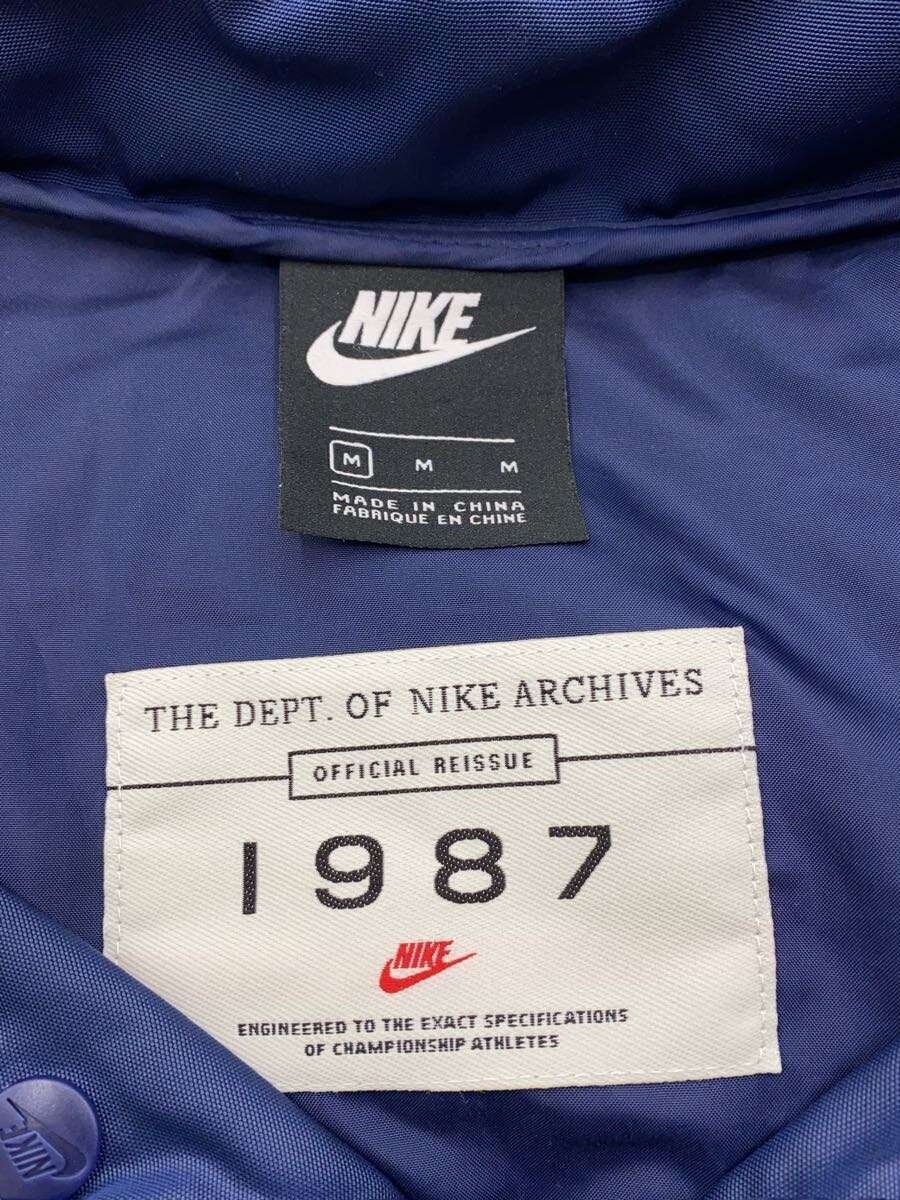 NIKE
M M M
MADE IN CHINA
FABRIQUE EN CHINE
THE DEPT. OF NIKE ARCHIVES
OFFICIAL REISSUE
1987
NIKE
ENGINEERED TO THE EXACT SPECIFICATIONS
OF CHAMPIONSHIP ATHLETES
NIKE